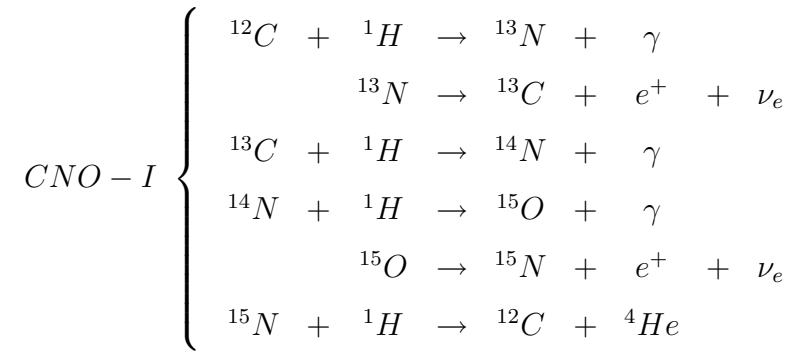 ¹²C + ¹H → ¹³N + γ
¹³N → ¹³C + e⁺ + νₑ
¹³C + ¹H → ¹⁴N + γ
CNO − I {
¹⁴N + ¹H → ¹⁵O + γ
¹⁵O → ¹⁵N + e⁺ + νₑ
¹⁵N + ¹H → ¹²C + ⁴He